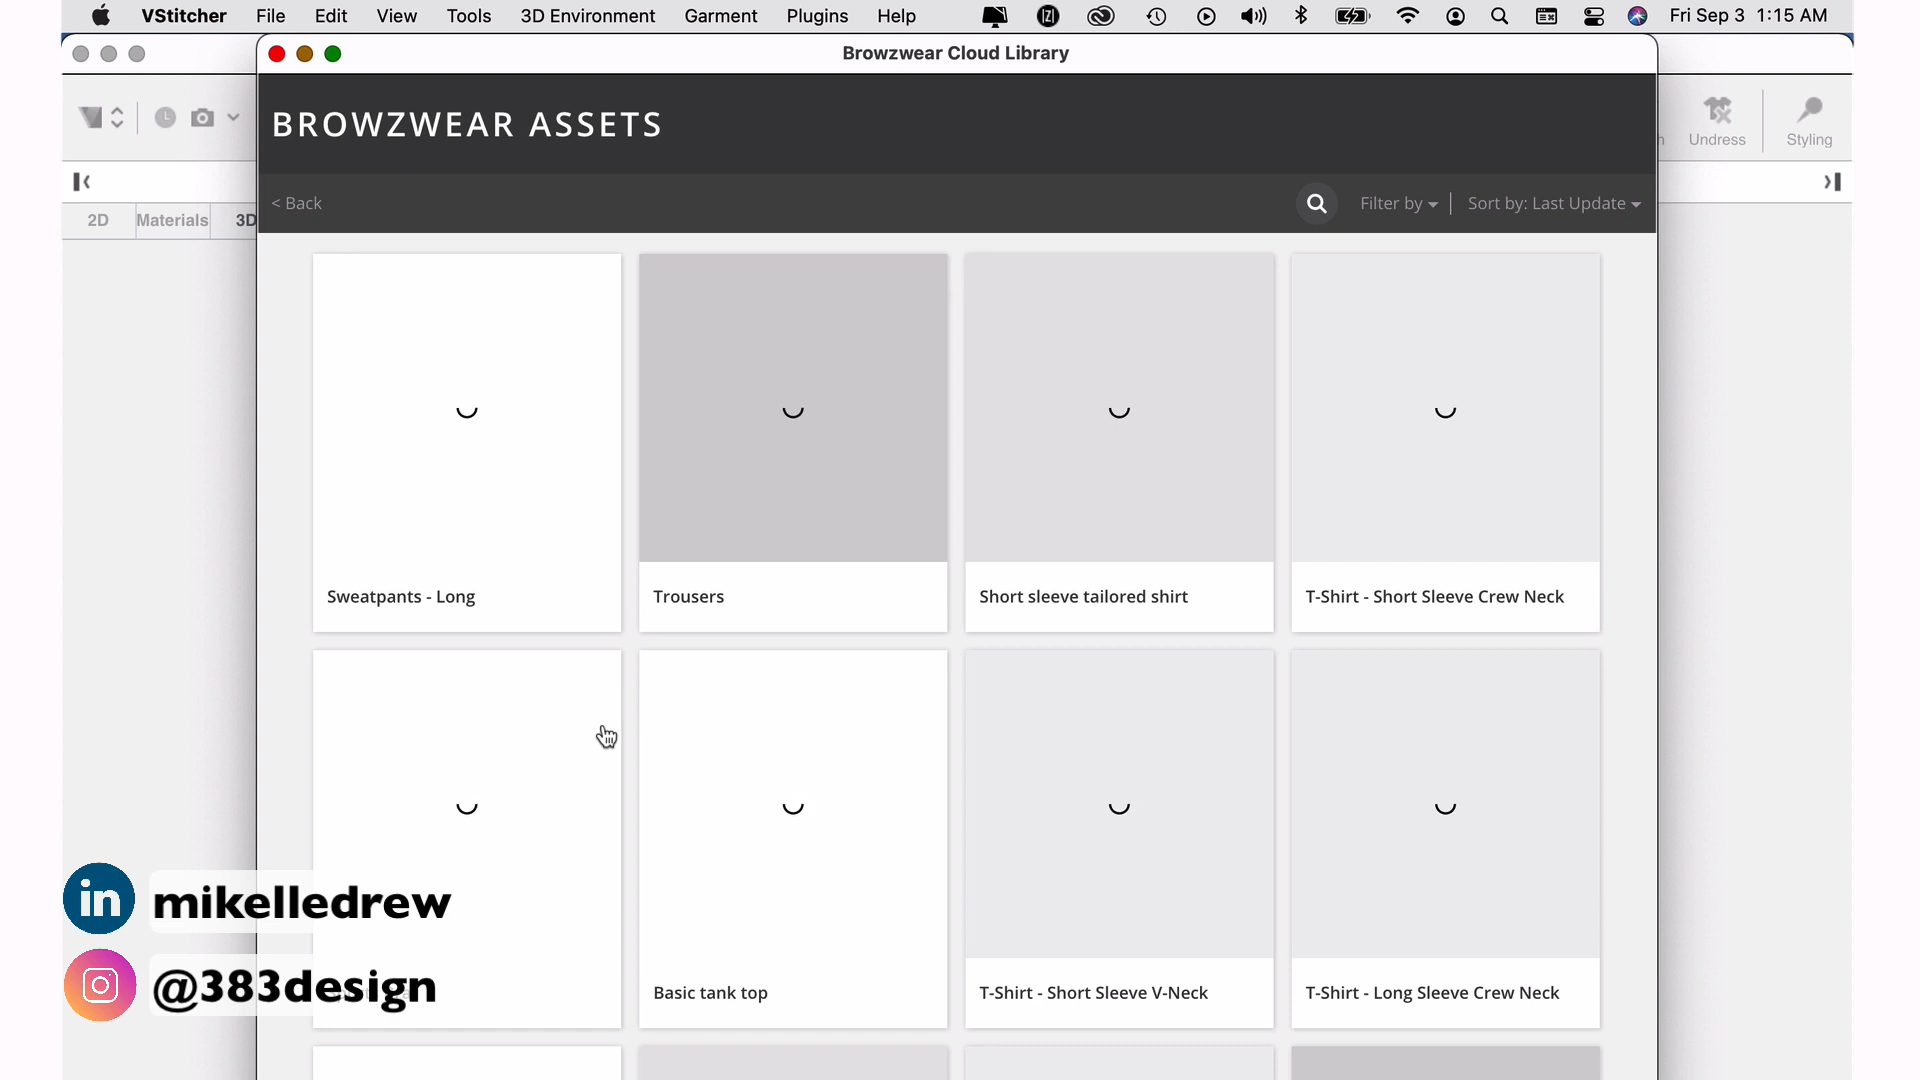 VStitcher File Edit View Tools 3D Environment Garment Plugins Help Fri Sep 3 1:15 AM
Browzwear Cloud Library
BROWZWEAR ASSETS
Undress
Styling
< Back
Filter by
Sort by: Last Update
2D
Materials
3D
Sweatpants - Long
Trousers
Short sleeve tailored shirt
T-Shirt - Short Sleeve Crew Neck
in mikelledrew
@383design
Basic tank top
T-Shirt - Short Sleeve V-Neck
T-Shirt - Long Sleeve Crew Neck